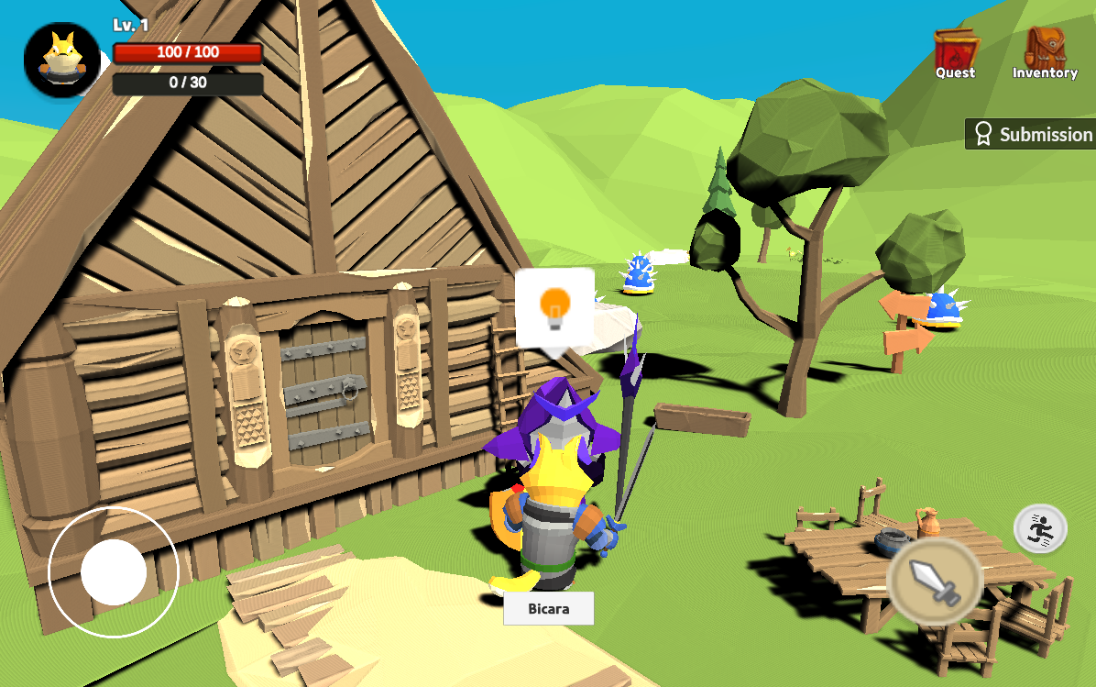 Lv. 1
100 / 100
0 / 30
Quest
Inventory
Submission
Bicara